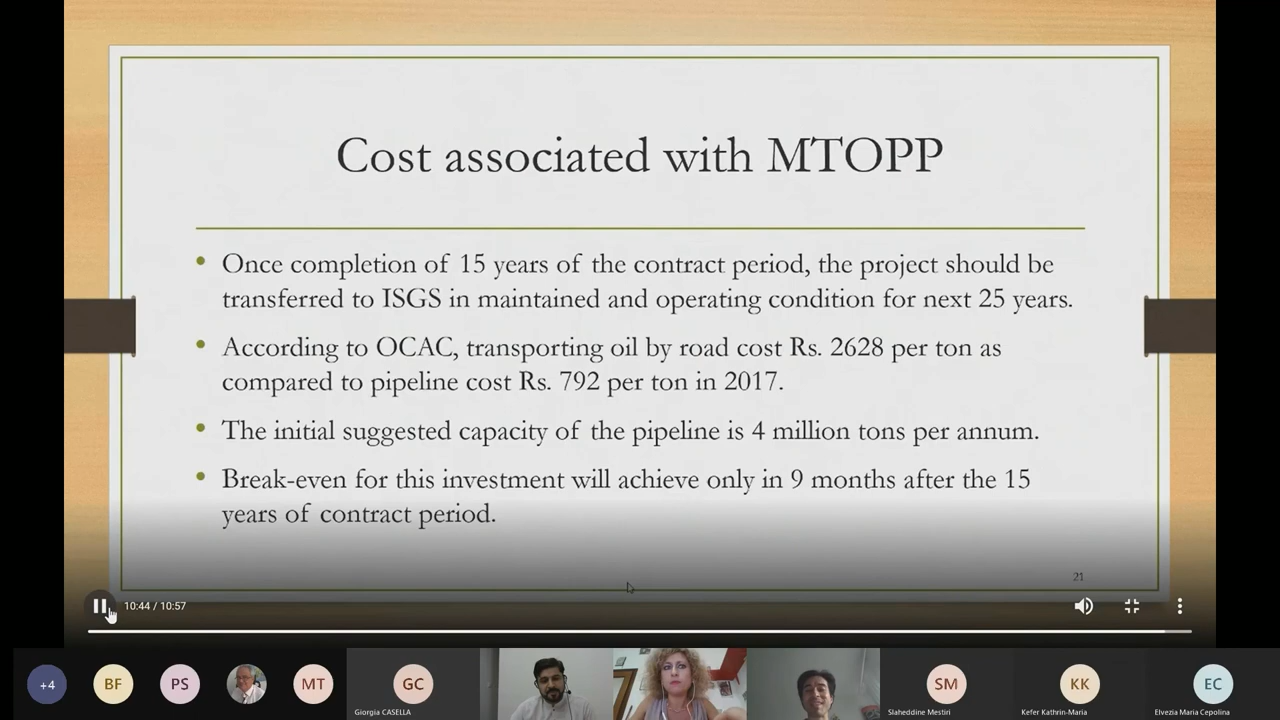 Cost associated with MTOPP
Once completion of 15 years of the contract period, the project should be
transferred to ISGS in maintained and operating condition for next 25 years.
According to OCAC, transporting oil by road cost Rs. 2628 per ton as
compared to pipeline cost Rs. 792 per ton in 2017.
The initial suggested capacity of the pipeline is 4 million tons per annum.
Break-even for this investment will achieve only in 9 months after the 15
years of contract period.
21
10:44 / 10:57
+4
BF
PS
MT
GC
SM
KK
EC
Giorgia CASELLA
Slaheddine Mestiri
Kefer Kathrin-Maria
Elvezia Maria Cepolina